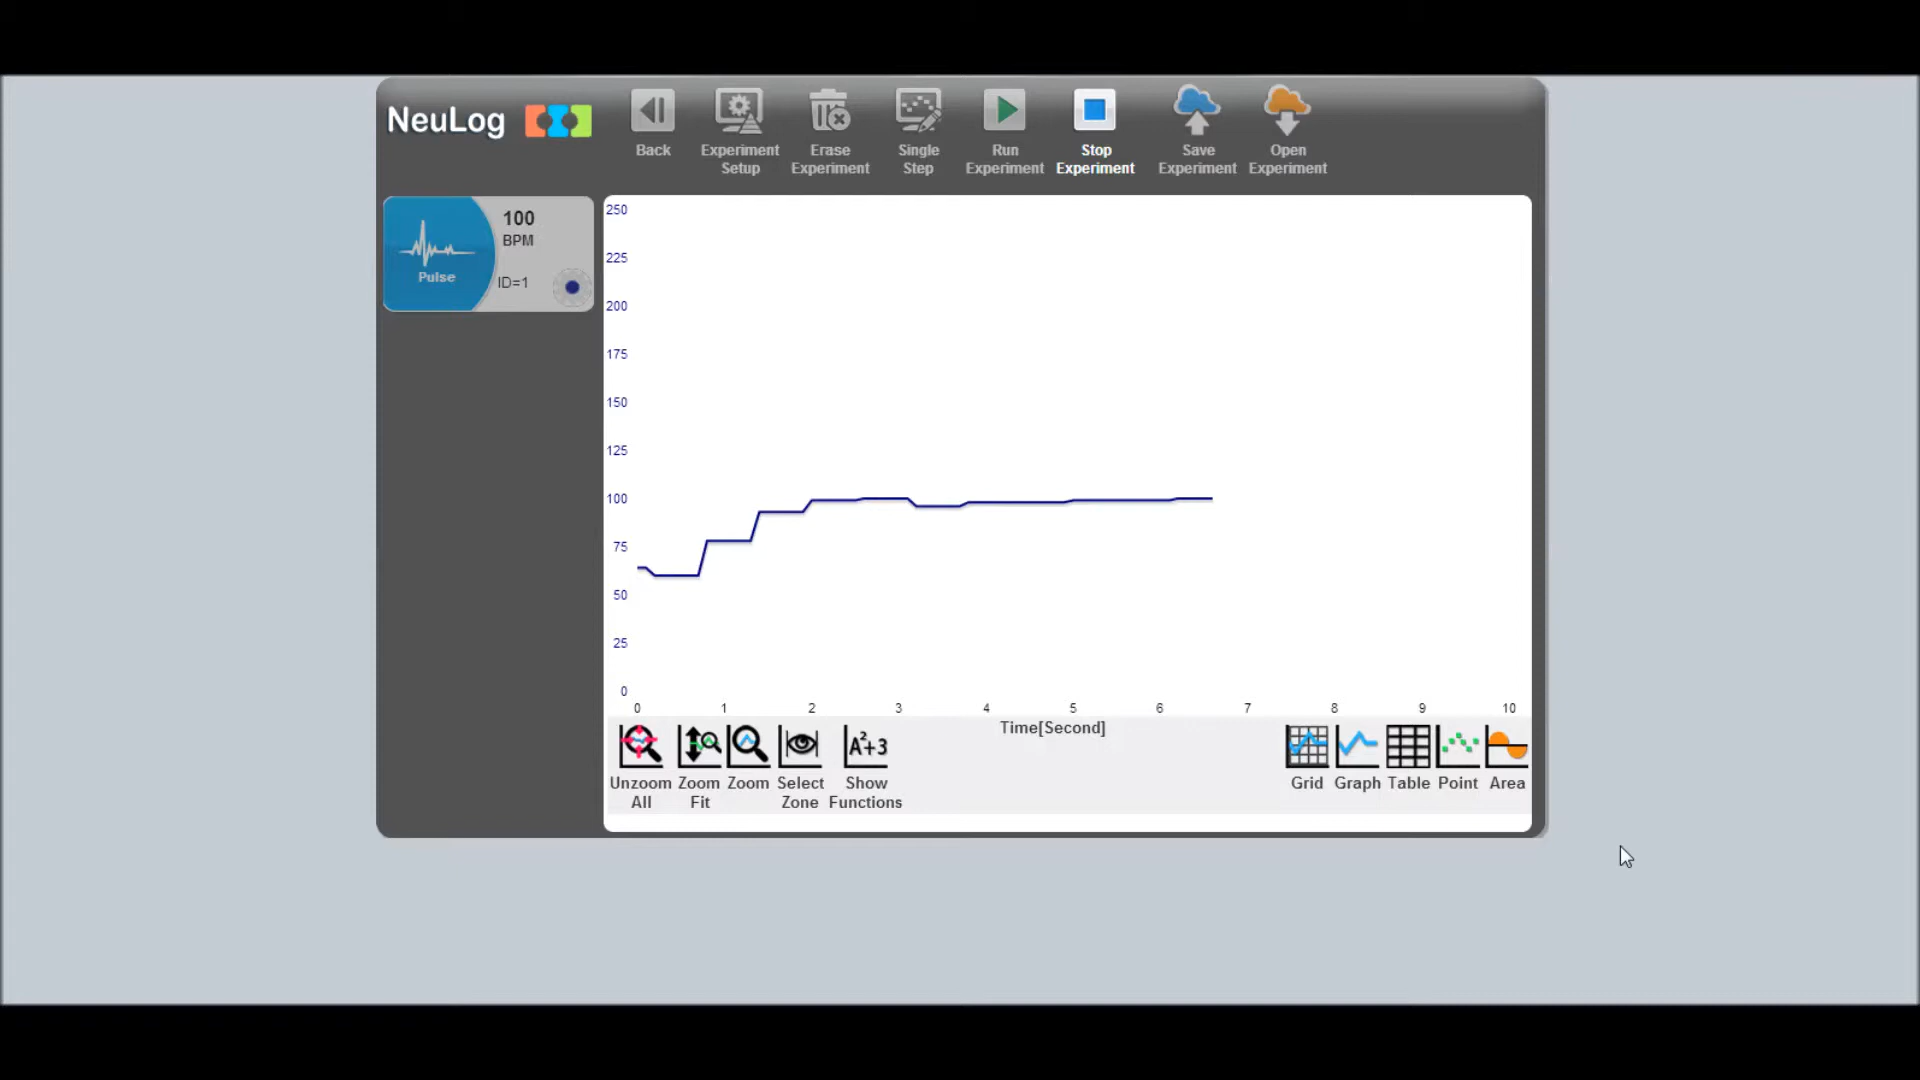 NeuLog
Back
Experiment
Setup
Erase
Experiment
Single
Step
Run
Experiment
Stop
Experiment
Save
Experiment
Open
Experiment
Pulse
100
BPM
ID=1
250
225
200
175
150
125
100
75
50
25
0
0 1 2 3 4 5 6 7 8 9 10
Time[Second]
Unzoom
All
Zoom
Fit
Zoom
Select
Zone
A²+3
Show
Functions
Grid
Graph
Table
Point
Area